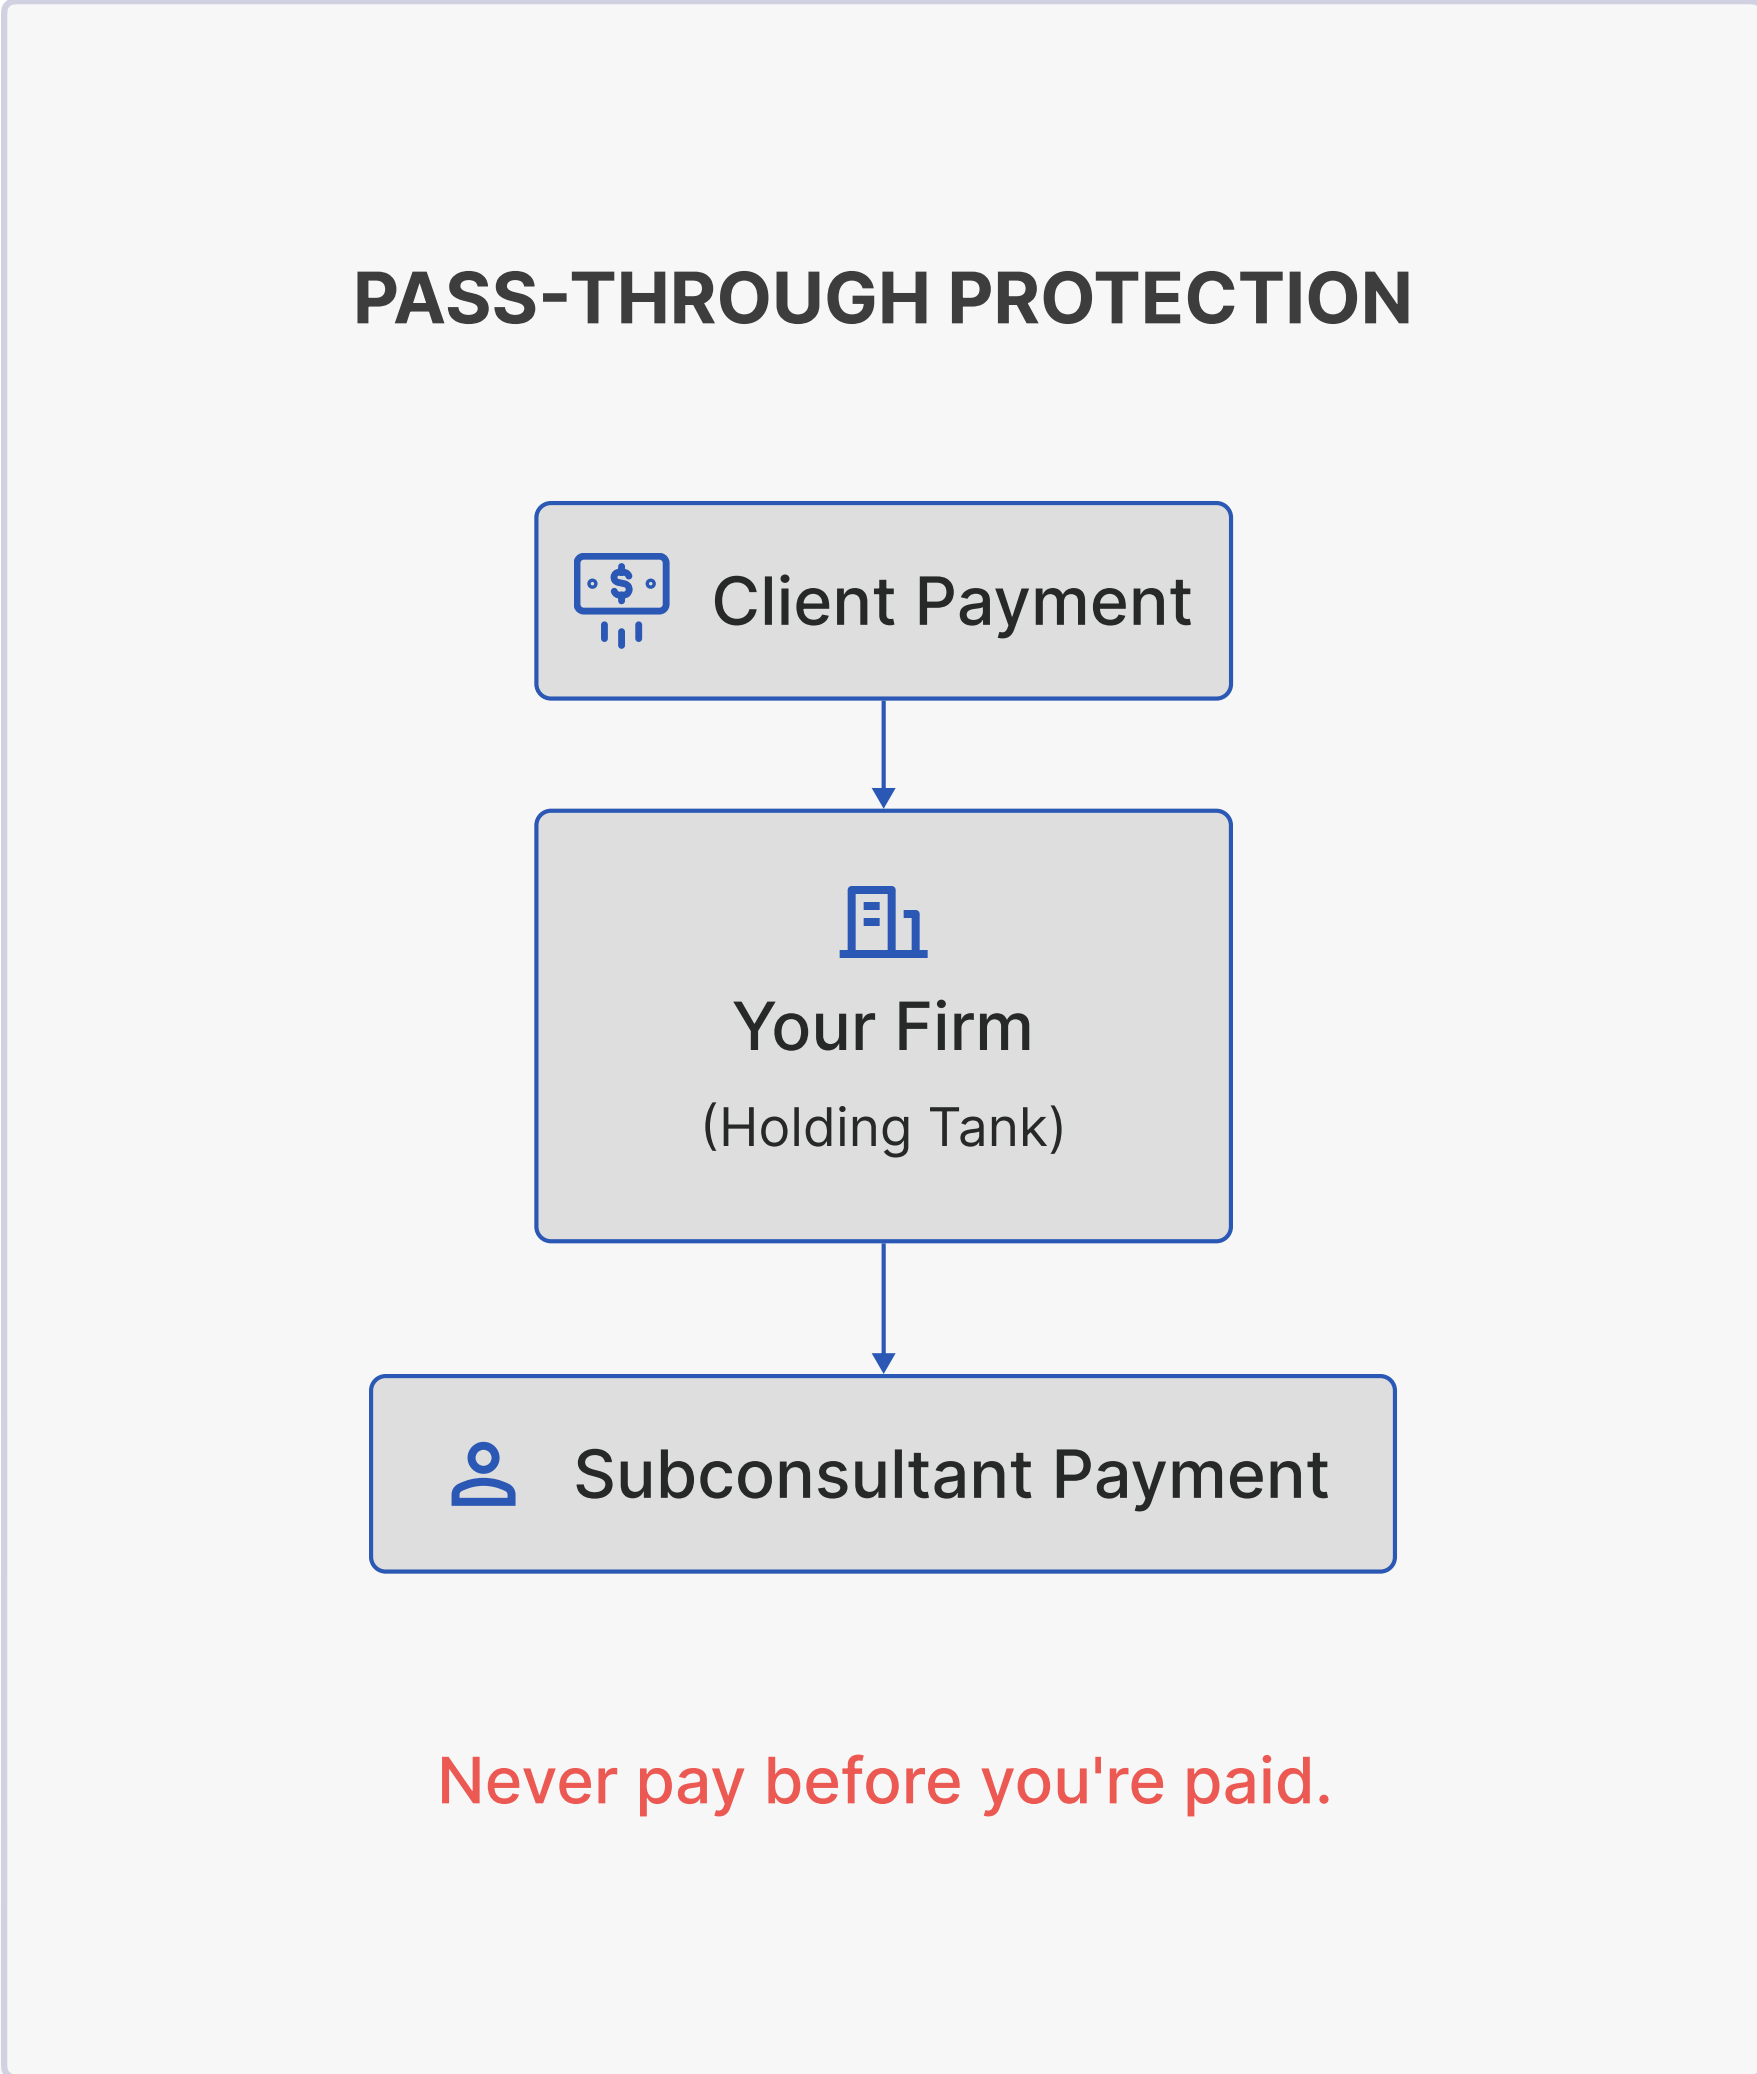 PASS-THROUGH PROTECTION
$ Client Payment
Your Firm
(Holding Tank)
Subconsultant Payment
Never pay before you're paid.